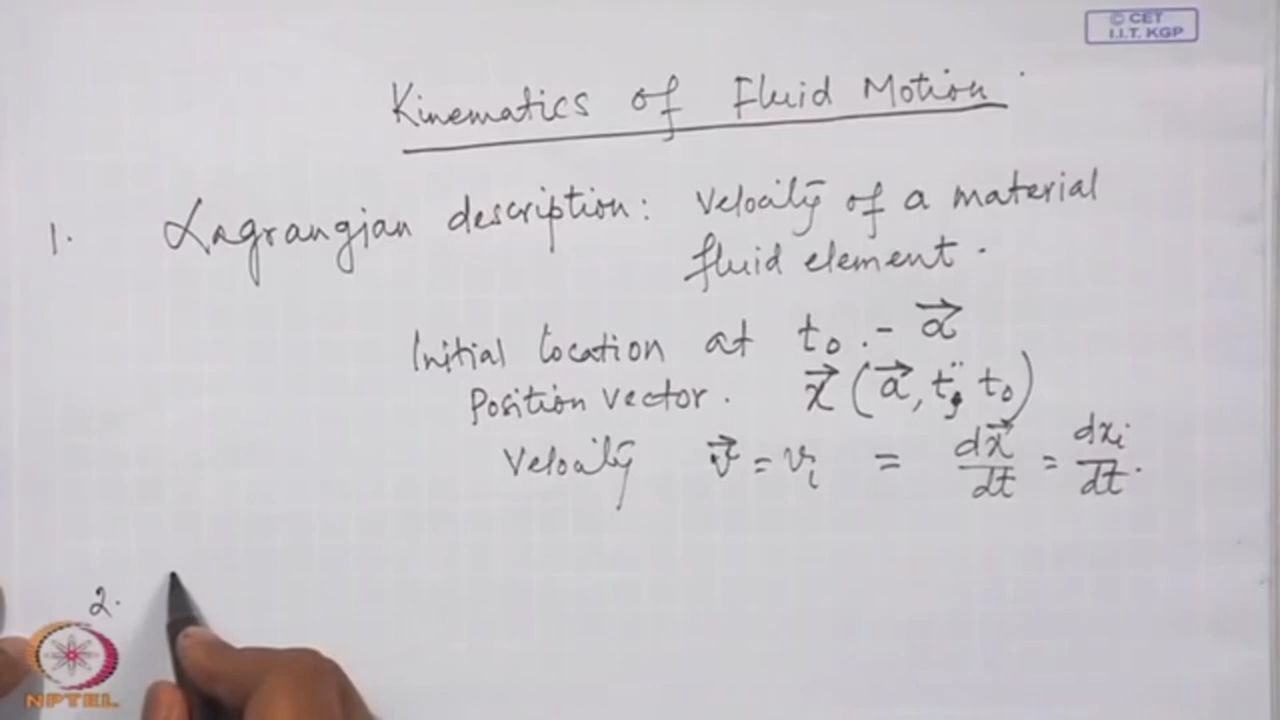 © CET
I.I.T. KGP
Kinematics of Fluid Motion
1. Lagrangian description: Velocity of a material
fluid element.
Initial location at t₀ - a⃗
Position vector. x⃗ (a⃗, t; t₀)
Velocity v⃗ = vᵢ = dx⃗/dt = dxᵢ/dt.
2.
NPTEL